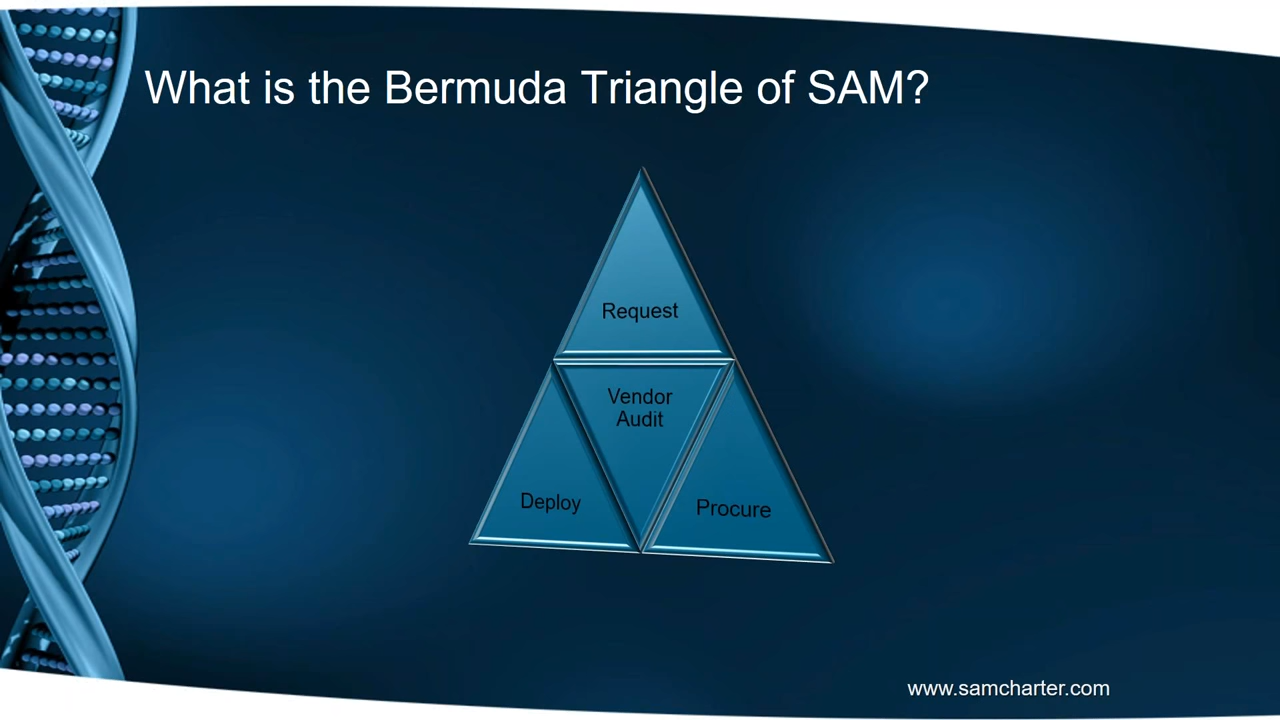 What is the Bermuda Triangle of SAM?
Request
Vendor
Audit
Deploy
Procure
www.samcharter.com